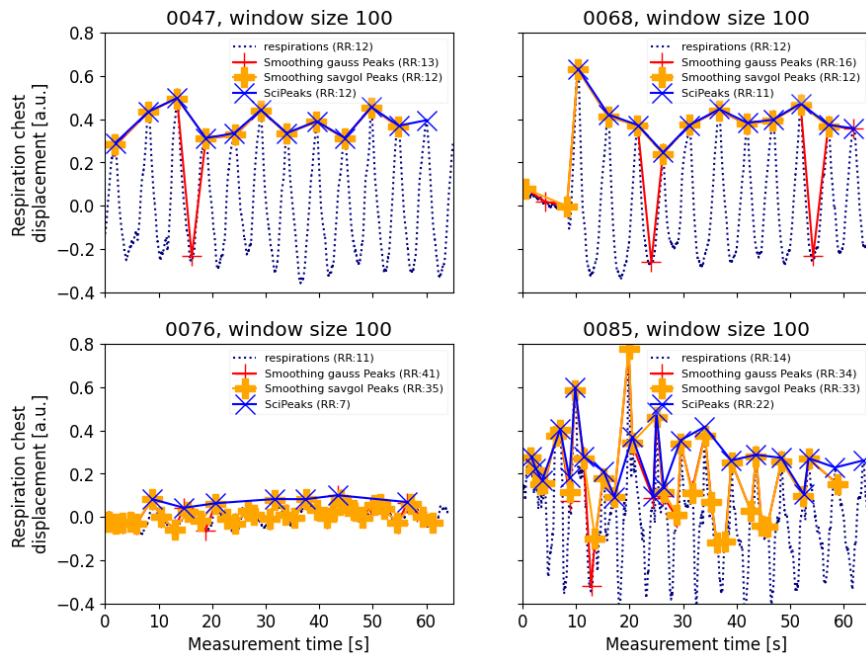 0047, window size 100
0068, window size 100
Respiration chest
displacement [a.u.]
0.8
0.6
0.4
0.2
0.0
−0.2
−0.4
respirations (RR:12)
Smoothing gauss Peaks (RR:13)
Smoothing savgol Peaks (RR:12)
SciPeaks (RR:12)
respirations (RR:12)
Smoothing gauss Peaks (RR:16)
Smoothing savgol Peaks (RR:12)
SciPeaks (RR:11)
0076, window size 100
0085, window size 100
Respiration chest
displacement [a.u.]
0.8
0.6
0.4
0.2
0.0
−0.2
−0.4
respirations (RR:11)
Smoothing gauss Peaks (RR:41)
Smoothing savgol Peaks (RR:35)
SciPeaks (RR:7)
respirations (RR:14)
Smoothing gauss Peaks (RR:34)
Smoothing savgol Peaks (RR:33)
SciPeaks (RR:22)
0 10 20 30 40 50 60
0 10 20 30 40 50 60
Measurement time [s]
Measurement time [s]